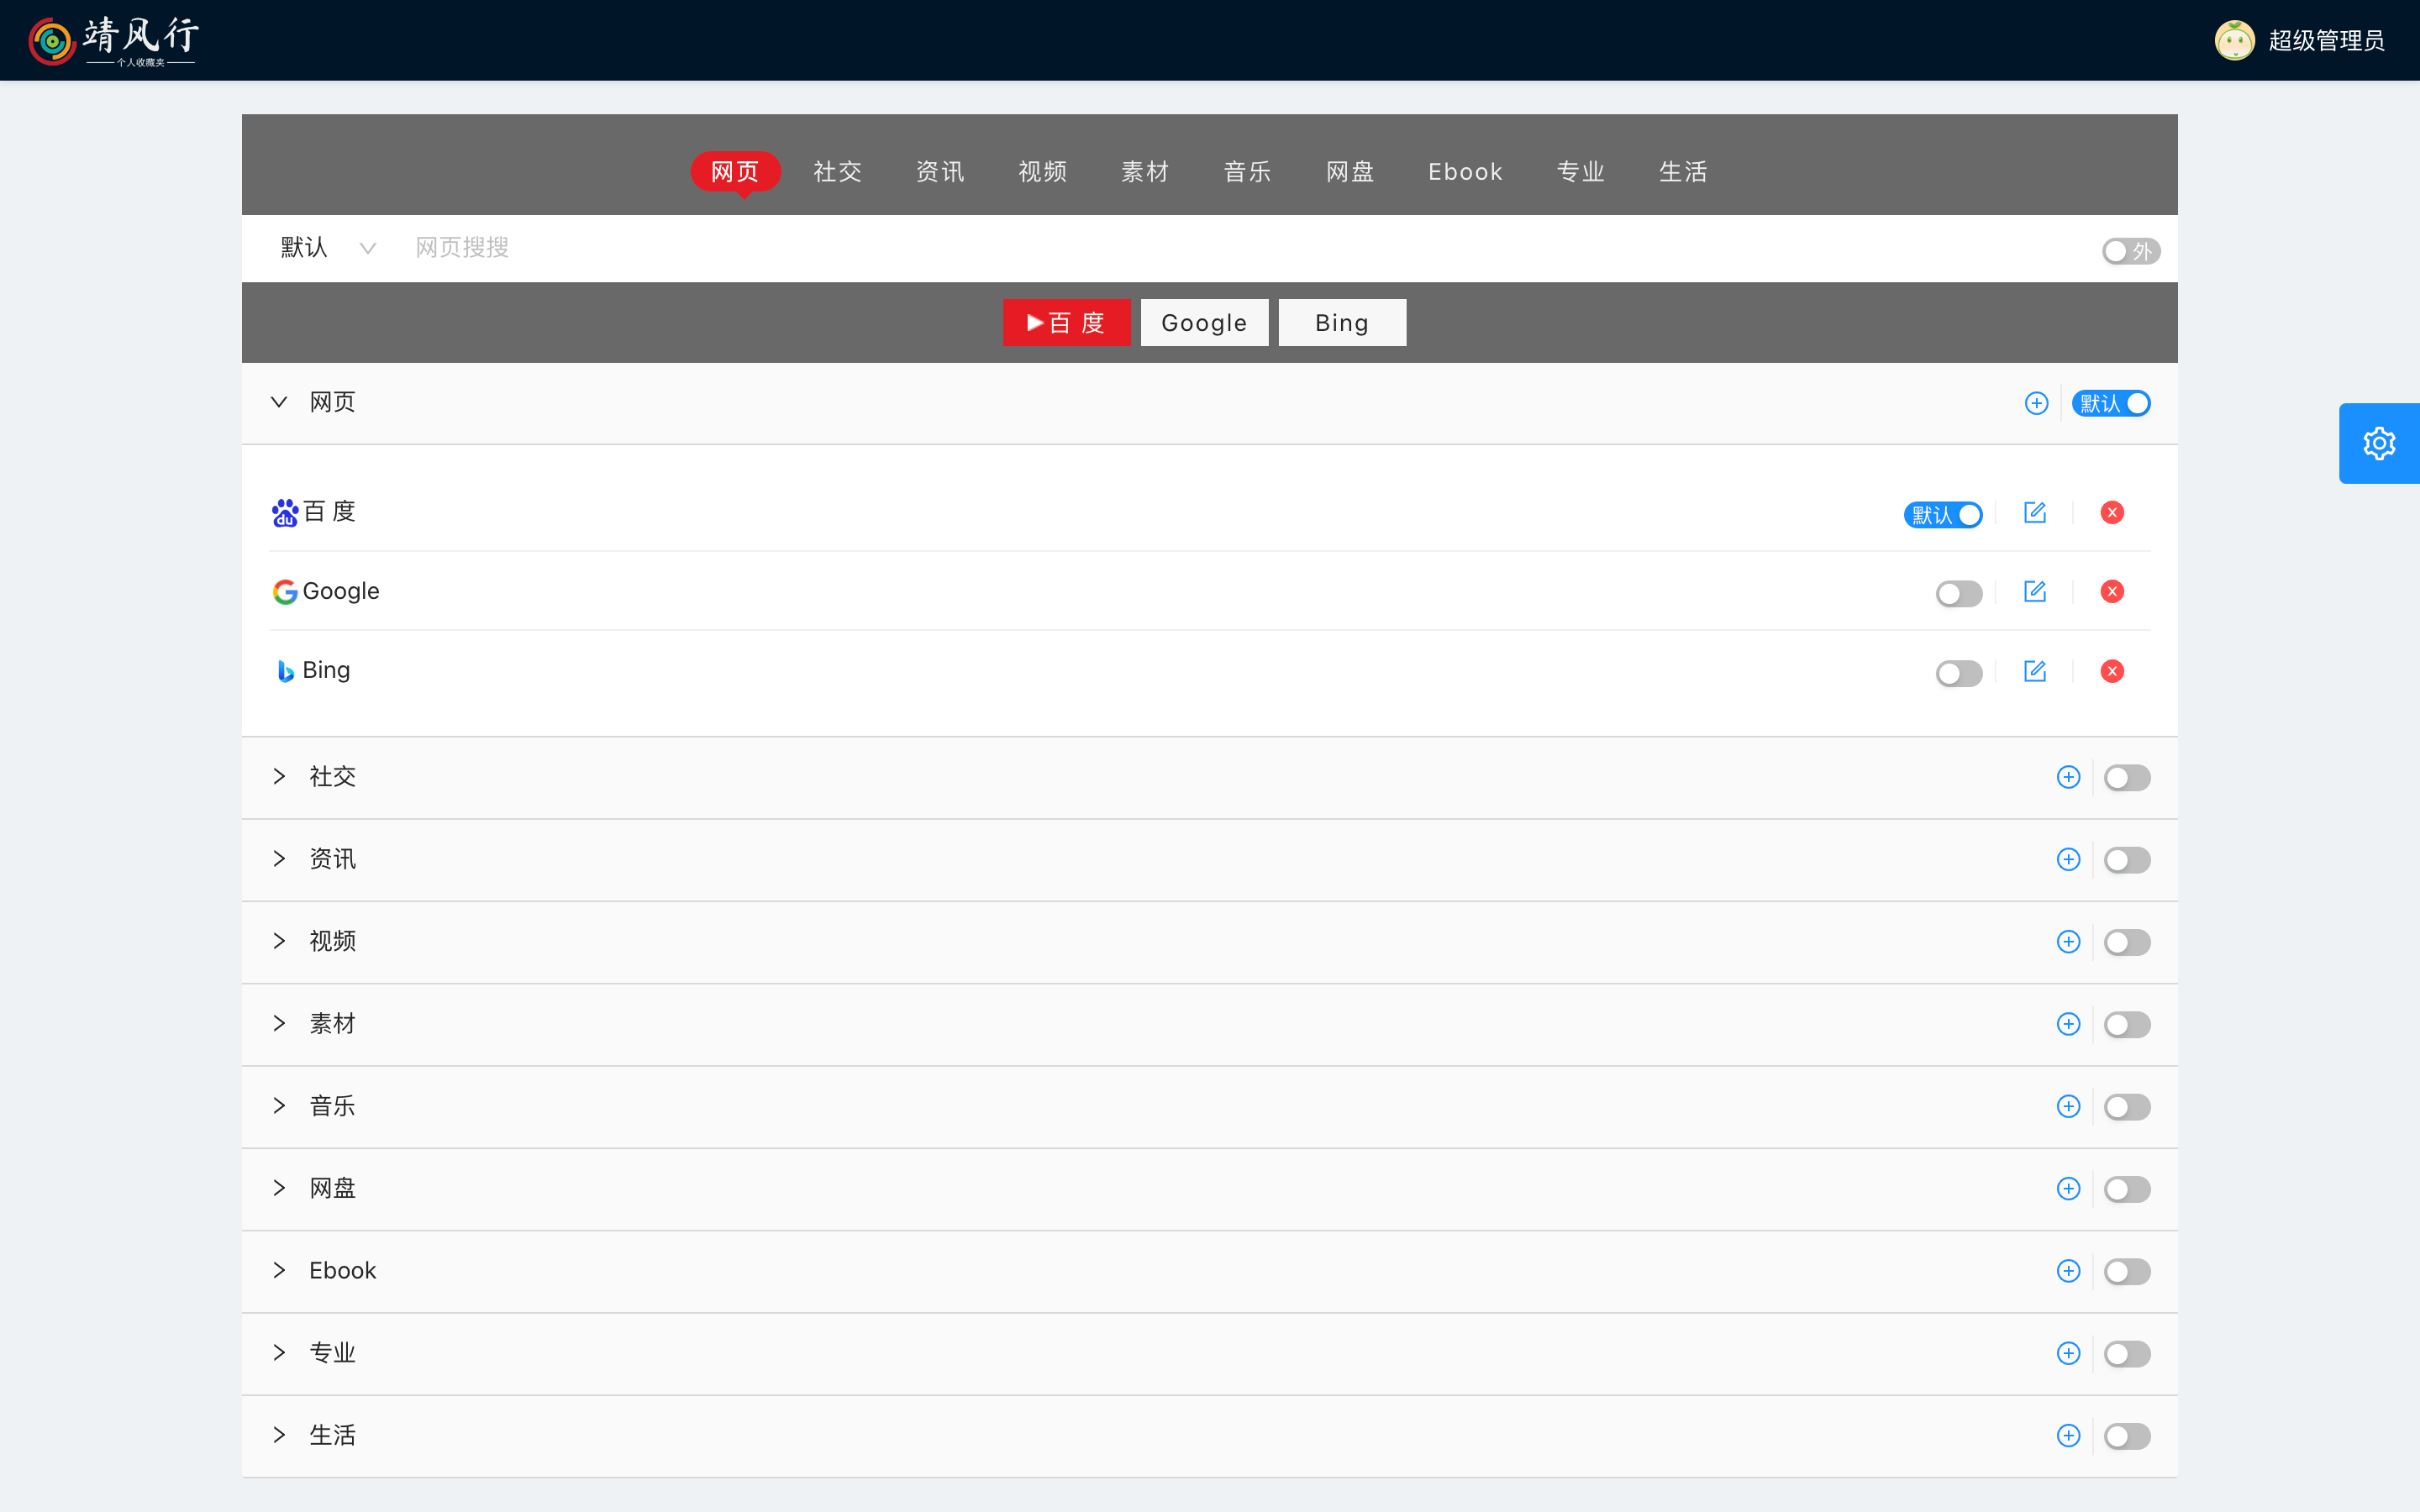 靖风行
个人收藏夹
超级管理员
网页 社交 资讯 视频 素材 音乐 网盘 Ebook 专业 生活
默认 网页搜搜 外
百 度 Google Bing
网页 默认
du 百 度 默认
Google
Bing
社交
资讯
视频
素材
音乐
网盘
Ebook
专业
生活